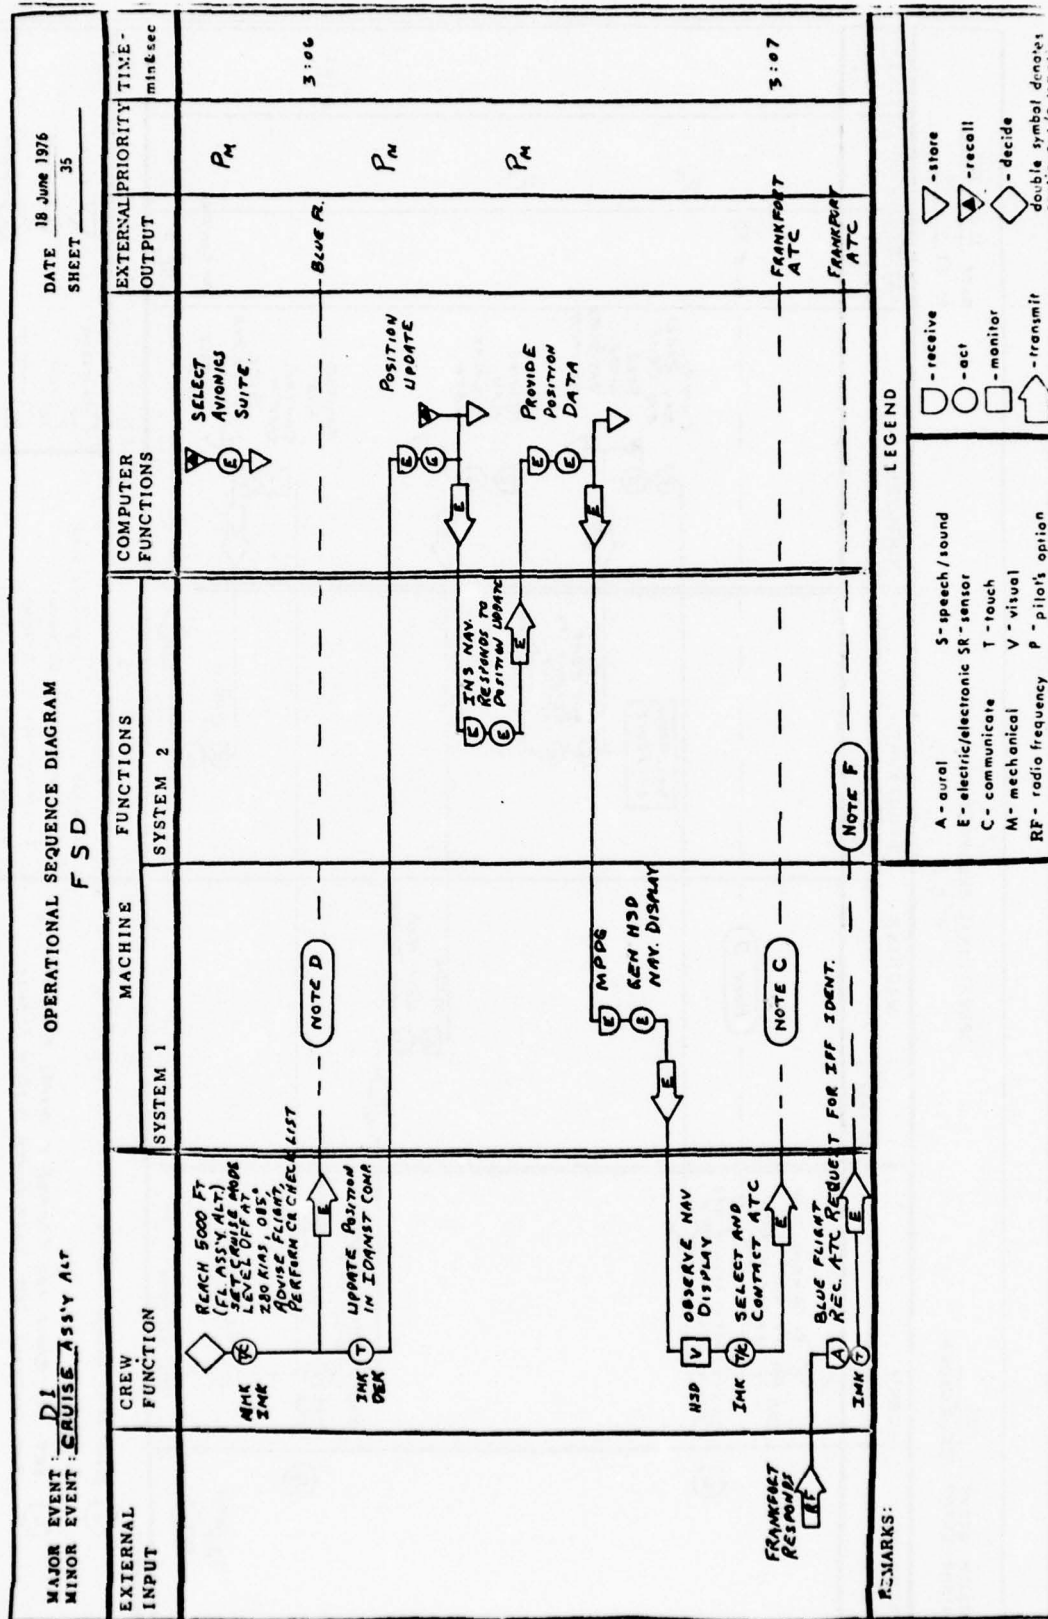 MAJOR EVENT: D1
MINOR EVENT: CRUISE ASS'Y ALT
OPERATIONAL SEQUENCE DIAGRAM
F S D
DATE 18 June 1976
SHEET 35
EXTERNAL INPUT
CREW FUNCTION
MACHINE FUNCTIONS
SYSTEM 1
SYSTEM 2
COMPUTER FUNCTIONS
EXTERNAL OUTPUT
PRIORITY
TIME- min&sec
REACH 5000 FT
(FL. ASS'Y. ALT.)
SET CRUISE MODE
LEVEL OFF AT
280 KIAS, 085°
ADVISE FLIGHT,
PERFORM CR CHECK LIST
T/C
MMK
IMK
E
NOTE D
BLUE FL.
3:06
SELECT
AVIONICS
SUITE
E
PM
UPDATE POSITION
IN IDAMST COMP.
T
IMK
DEK
POSITION
UPDATE
E
E
E
PM
INS NAV.
RESPONDS TO
POSITION UPDATE
E
E
E
PROVIDE
POSITION
DATA
E
E
E
PM
MPDG
E
GEN HSD
NAV. DISPLAY
E
E
HSD
V
OBSERVE NAV
DISPLAY
IMK
T/C
SELECT AND
CONTACT ATC
E
NOTE C
FRANKFORT
ATC
3:07
FRANKFORT
RESPONDS
RF
BLUE FLIGHT
REC. ATC REQUEST FOR IFF IDENT.
A
T
IMK
E
NOTE F
FRANKFORT
ATC
REMARKS:
LEGEND
A - aural
S - speech/sound
E - electric/electronic
SR - sensor
C - communicate
T - touch
M - mechanical
V - visual
RF - radio frequency
P - pilot's option
- receive
- store
- act
- recall
- monitor
- decide
- transmit
double symbol denotes